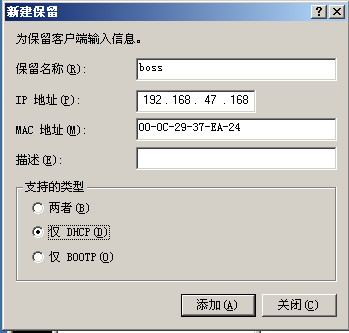 新建保留
为保留客户端输入信息。
保留名称(R): boss
IP 地址(P): 192 . 168 . 47 . 168
MAC 地址(M): 00-0C-29-37-EA-24
描述(E):
支持的类型
两者(B)
仅 DHCP(D)
仅 BOOTP(O)
添加(A) 关闭(C)